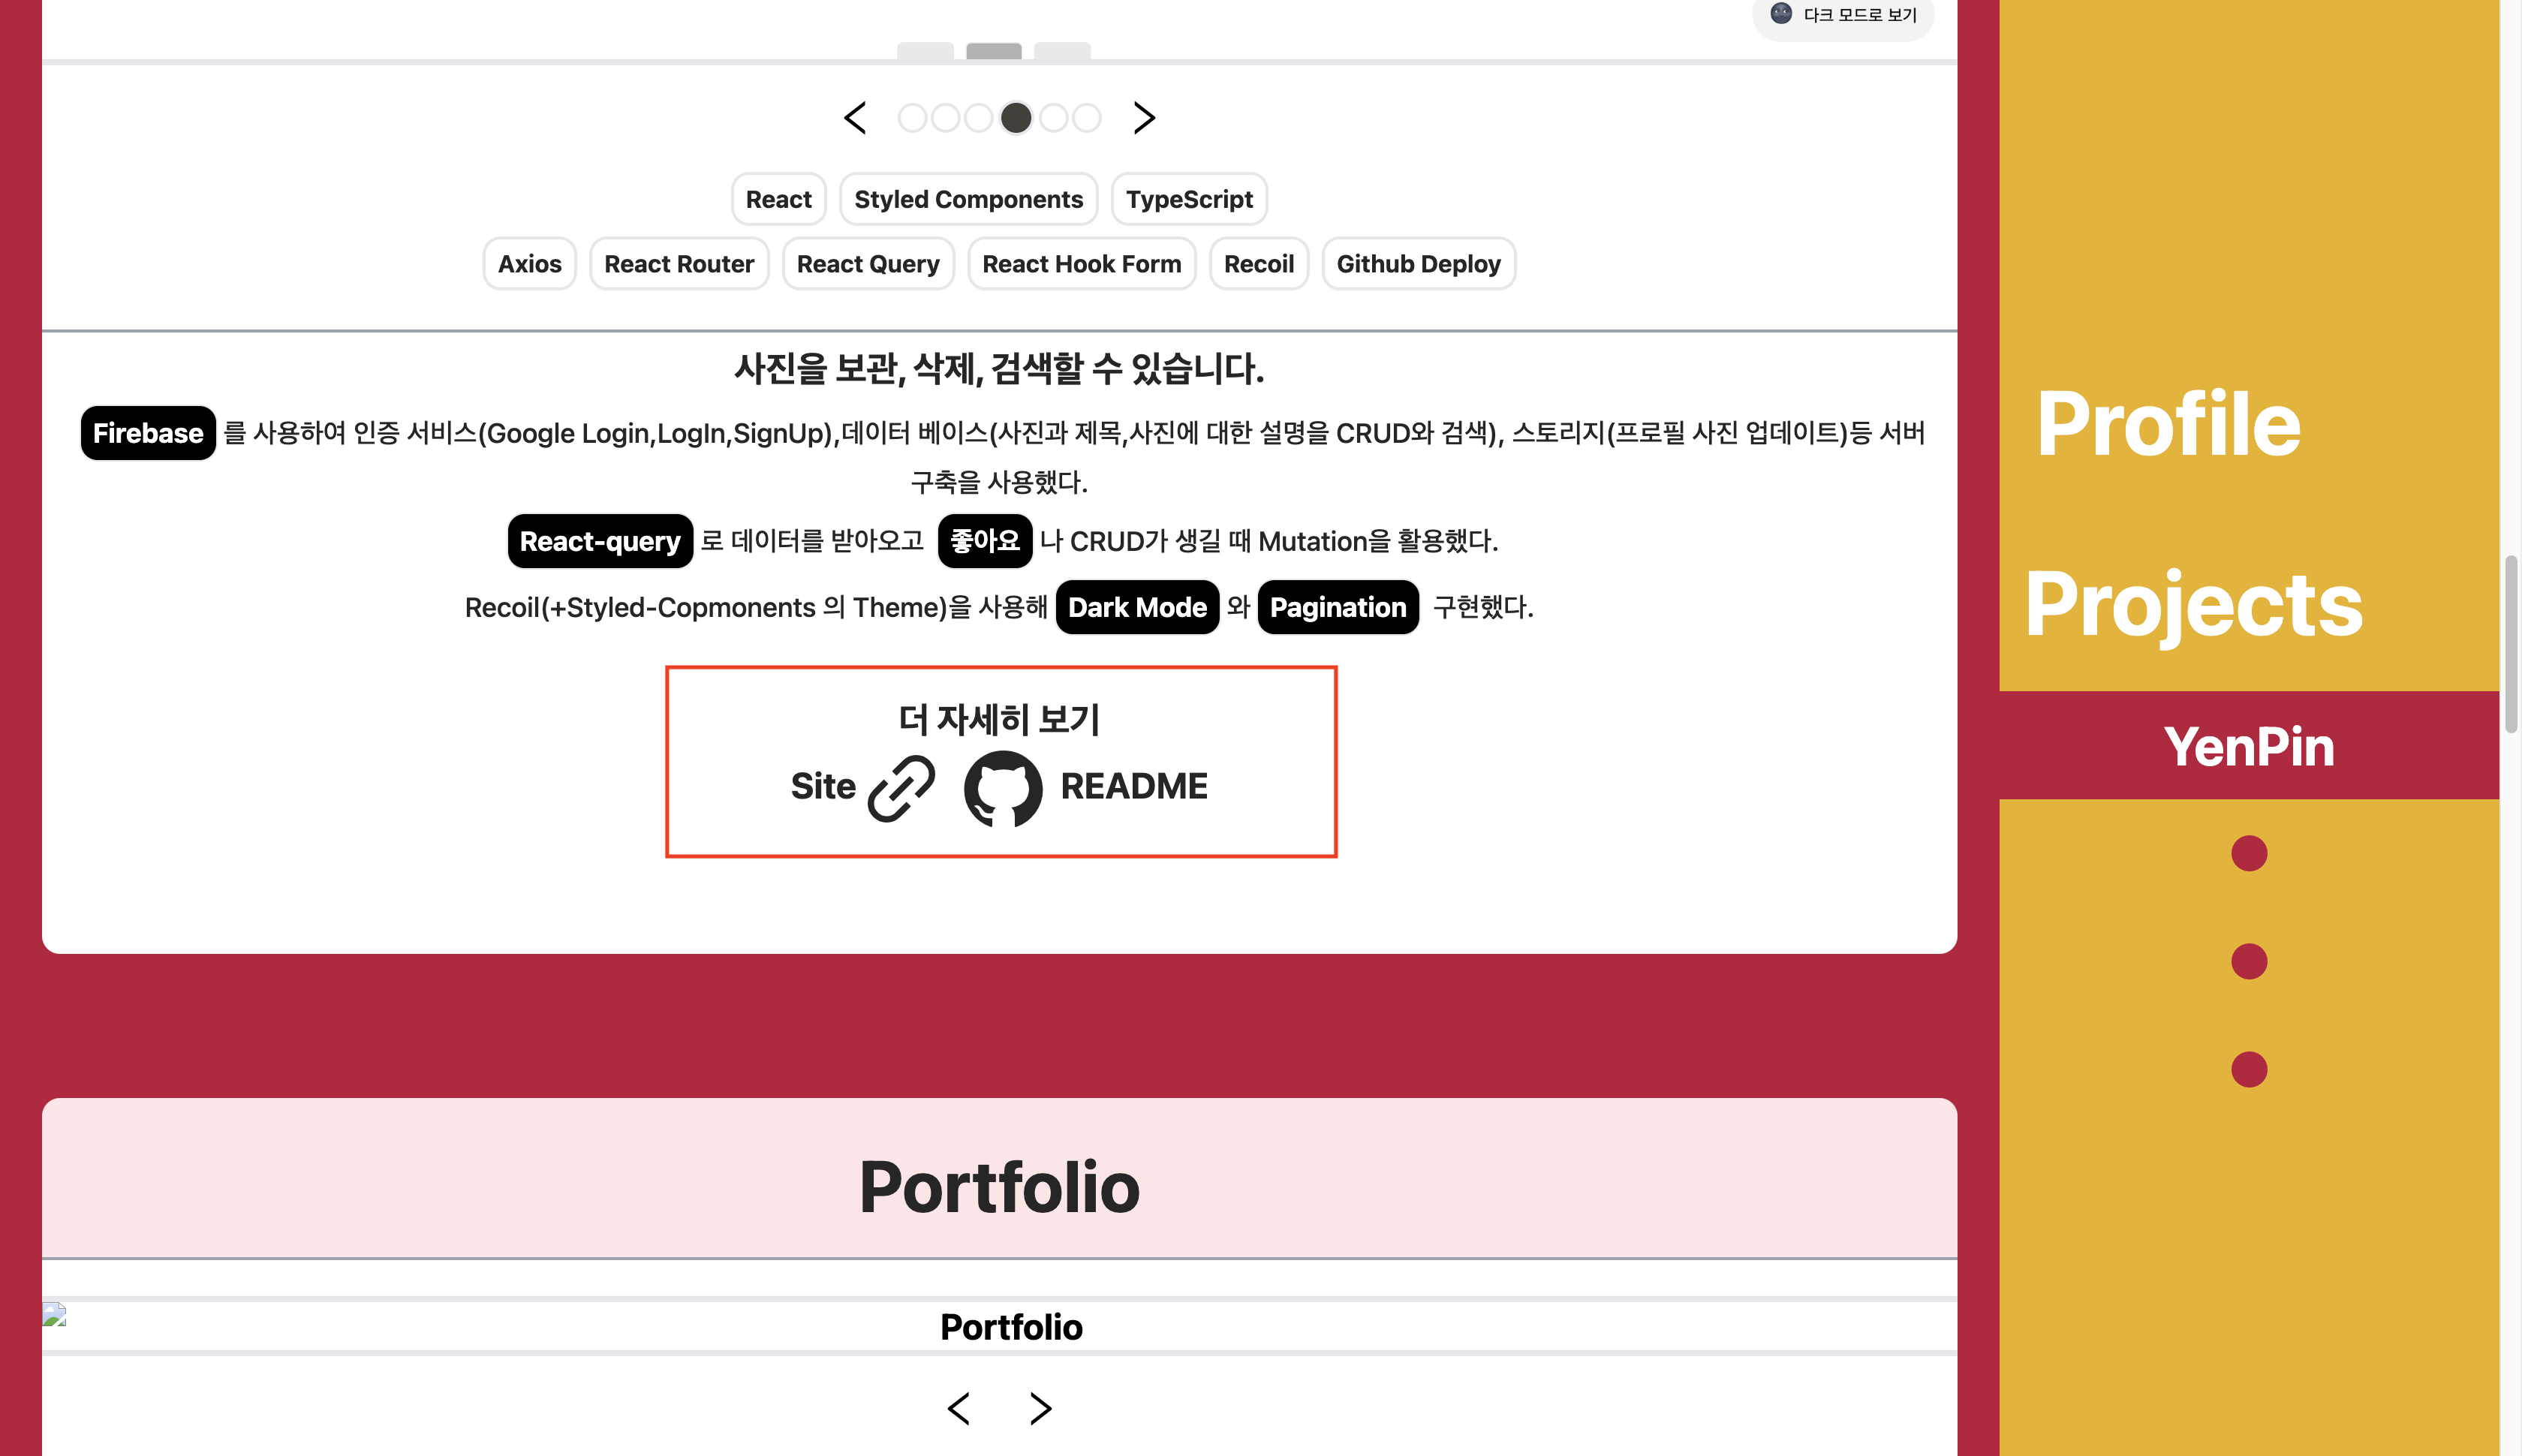 다크 모드로 보기
React Styled Components TypeScript
Axios React Router React Query React Hook Form Recoil Github Deploy
사진을 보관, 삭제, 검색할 수 있습니다.
Firebase 를 사용하여 인증 서비스(Google Login,LogIn,SignUp),데이터 베이스(사진과 제목,사진에 대한 설명을 CRUD와 검색), 스토리지(프로필 사진 업데이트)등 서버
구축을 사용했다.
React-query 로 데이터를 받아오고 좋아요 나 CRUD가 생길 때 Mutation을 활용했다.
Recoil(+Styled-Copmonents 의 Theme)을 사용해 Dark Mode 와 Pagination 구현했다.
더 자세히 보기
Site README
Portfolio
Portfolio
Profile
Projects
YenPin